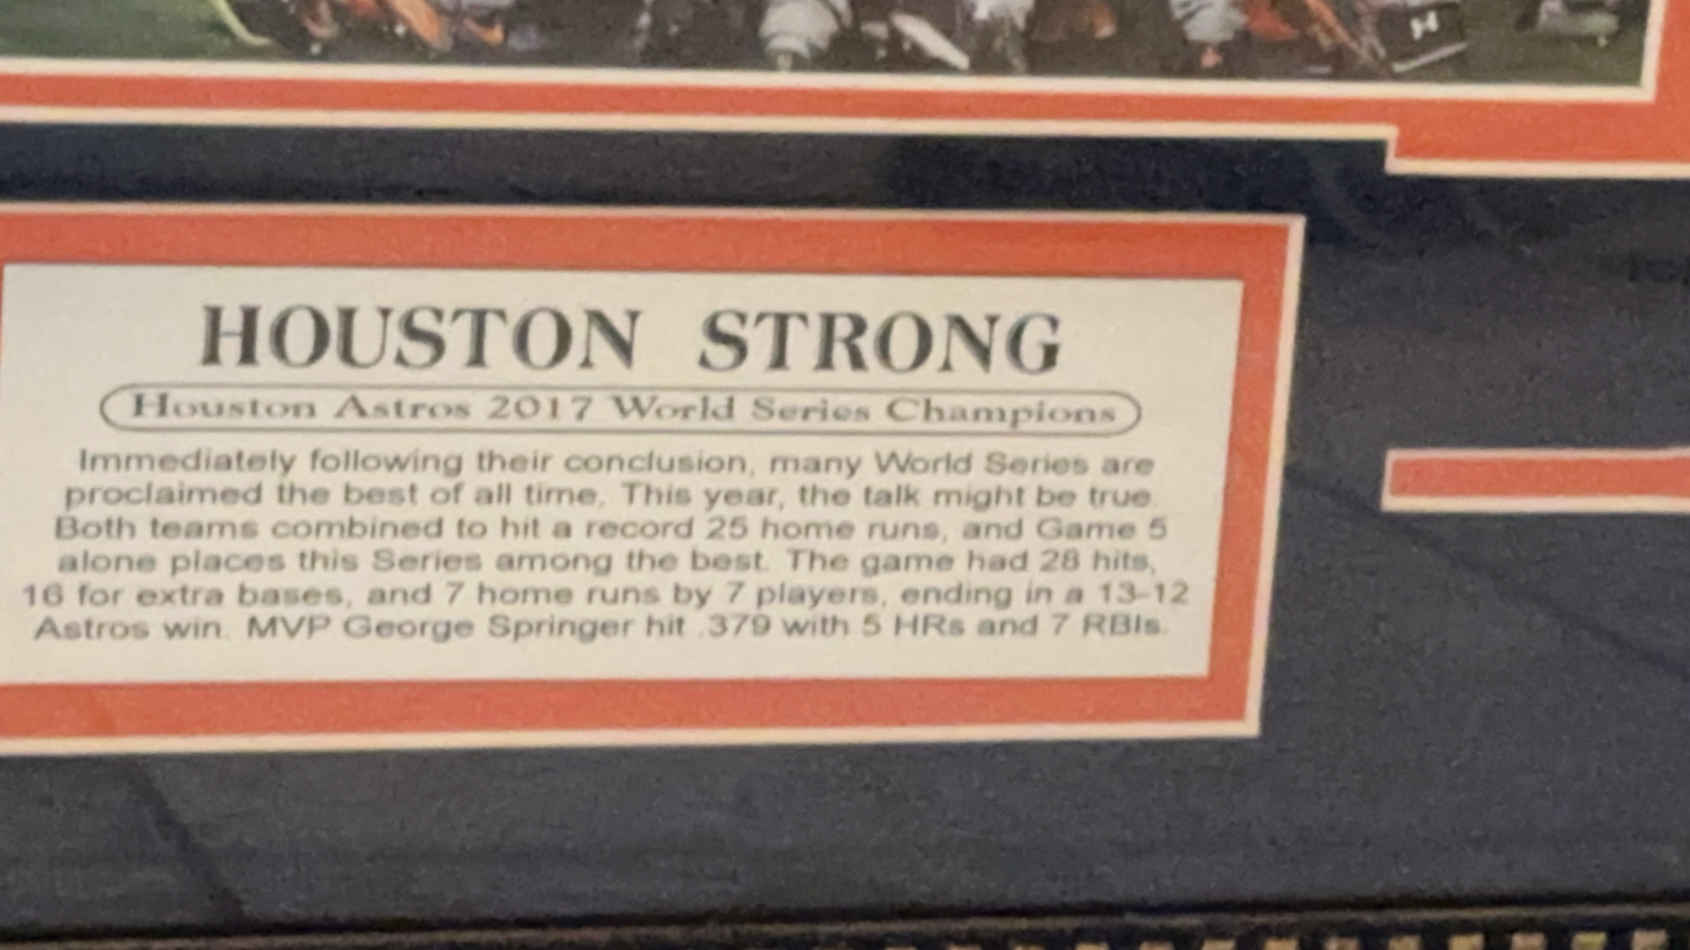 HOUSTON STRONG
Houston Astros 2017 World Series Champions
Immediately following their conclusion, many World Series are
proclaimed the best of all time. This year, the talk might be true.
Both teams combined to hit a record 25 home runs, and Game 5
alone places this Series among the best. The game had 28 hits,
16 for extra bases, and 7 home runs by 7 players, ending in a 13-12
Astros win. MVP George Springer hit .379 with 5 HRs and 7 RBIs.